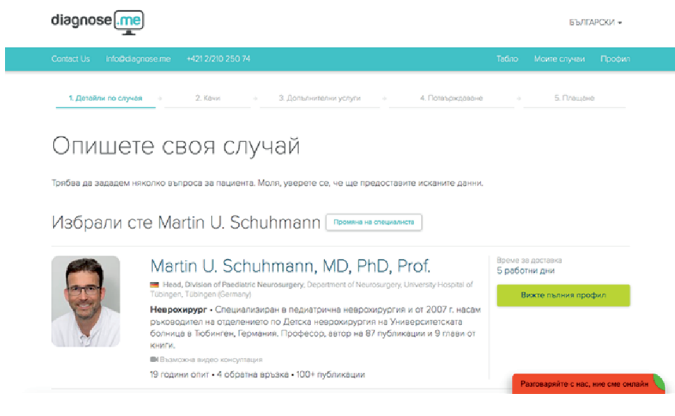 diagnose.me
БЪЛГАРСКИ
Contact Us info@diagnose.me +421 2/210 250 74 Табло Моите случаи Профил
1. Детайли по случая 2. Качи 3. Допълнителни услуги 4. Потвърждаване 5. Плащане
Опишете своя случай
Трябва да зададем няколко въпроса за пациента. Моля, уверете се, че ще предоставите исканите данни.
Избрали сте Martin U. Schuhmann Промяна на специалиста
Martin U. Schuhmann, MD, PhD, Prof.
Head, Division of Paediatric Neurosurgery, Department of Neurosurgery, University Hospital of
Tübingen, Tübingen (Germany)
Неврохирург • Специализиран в педиатрична неврохирургия и от 2007 г. насам
ръководител на отделението по Детска неврохирургия на Университетската
болница в Тюбинген, Германия. Професор, автор на 87 публикации и 9 глави от
книги.
Възможна видео консултация
19 години опит • 4 обратна връзка • 100+ публикации
Време за доставка
5 работни дни
Вижте пълния профил
Разговаряйте с нас, ние сме онлайн